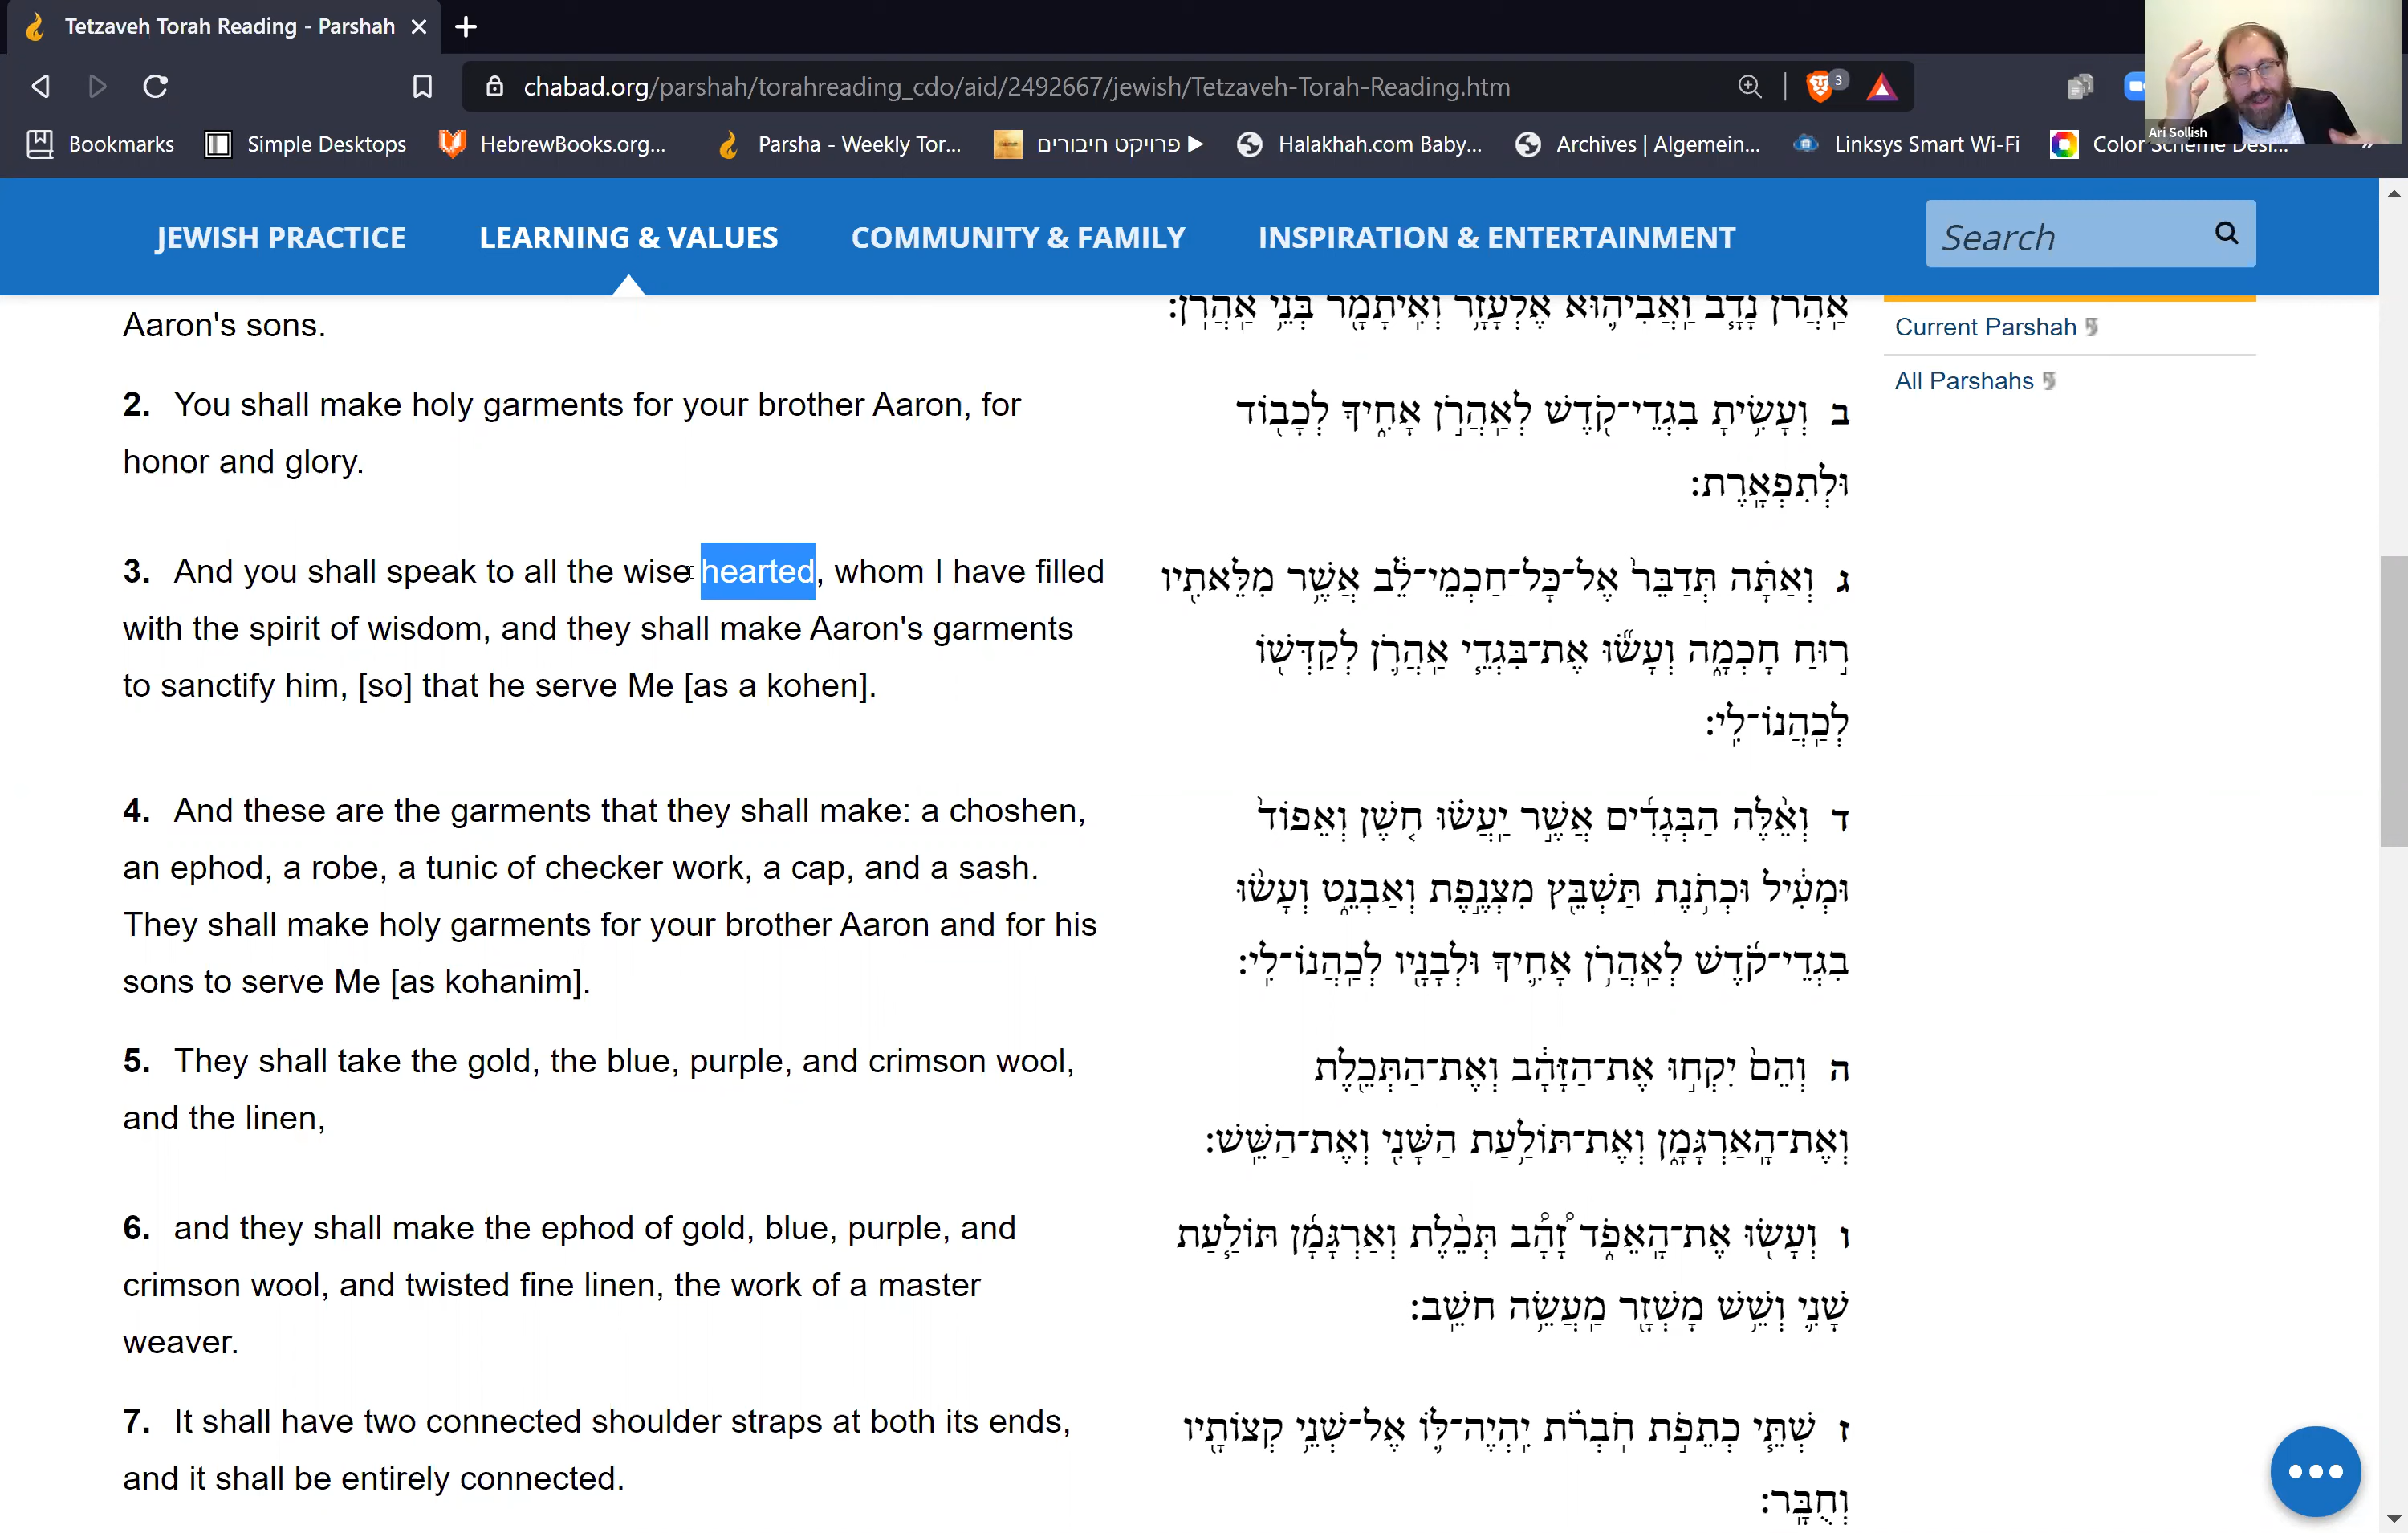 Tetzaveh Torah Reading - Parshah
chabad.org/parshah/torahreading_cdo/aid/2492667/jewish/Tetzaveh-Torah-Reading.htm
3
Ari Sollish
Bookmarks Simple Desktops HebrewBooks.org... Parsha - Weekly Tor... פרויקט חיבורים Halakhah.com Baby... Archives | Algemein... Linksys Smart Wi-Fi Color Scheme Desi... »
JEWISH PRACTICE LEARNING & VALUES COMMUNITY & FAMILY INSPIRATION & ENTERTAINMENT Search
Aaron's sons.
2. You shall make holy garments for your brother Aaron, for
honor and glory.
3. And you shall speak to all the wise hearted, whom I have filled
with the spirit of wisdom, and they shall make Aaron's garments
to sanctify him, [so] that he serve Me [as a kohen].
4. And these are the garments that they shall make: a choshen,
an ephod, a robe, a tunic of checker work, a cap, and a sash.
They shall make holy garments for your brother Aaron and for his
sons to serve Me [as kohanim].
5. They shall take the gold, the blue, purple, and crimson wool,
and the linen,
6. and they shall make the ephod of gold, blue, purple, and
crimson wool, and twisted fine linen, the work of a master
weaver.
7. It shall have two connected shoulder straps at both its ends,
and it shall be entirely connected.
אַֽהֲרֹ֕ן נָדָ֧ב וַֽאֲבִיה֛וּא אֶלְעָזָ֥ר וְאִֽיתָמָ֖ר בְּנֵ֥י אַֽהֲרֹֽן:
ב וְעָשִׂ֥יתָ בִגְדֵי־קֹ֖דֶשׁ לְאַֽהֲרֹ֣ן אָחִ֑יךָ לְכָב֖וֹד
וּלְתִפְאָֽרֶת:
ג וְאַתָּ֗ה תְּדַבֵּר֙ אֶל־כָּל־חַכְמֵי־לֵ֔ב אֲשֶׁ֥ר מִלֵּאתִ֖יו
ר֣וּחַ חָכְמָ֑ה וְעָשׂ֞וּ אֶת־בִּגְדֵ֧י אַֽהֲרֹ֛ן לְקַדְּשׁ֖וֹ
לְכַֽהֲנוֹ־לִֽי:
ד וְאֵ֨לֶּה הַבְּגָדִ֜ים אֲשֶׁ֣ר יַֽעֲשׂ֗וּ חֹ֤שֶׁן וְאֵפוֹד֙
וּמְעִ֔יל וּכְתֹ֥נֶת תַּשְׁבֵּ֖ץ מִצְנֶ֣פֶת וְאַבְנֵ֑ט וְעָשׂ֨וּ
בִגְדֵי־קֹ֜דֶשׁ לְאַֽהֲרֹ֥ן אָחִ֛יךָ וּלְבָנָ֖יו לְכַֽהֲנוֹ־לִֽי:
ה וְהֵם֙ יִקְח֣וּ אֶת־הַזָּהָ֔ב וְאֶת־הַתְּכֵ֖לֶת
וְאֶת־הָֽאַרְגָּמָ֑ן וְאֶת־תּוֹלַ֥עַת הַשָּׁנִ֖י וְאֶת־הַשֵּֽׁשׁ:
ו וְעָשׂ֖וּ אֶת־הָֽאֵפֹ֑ד °זָ֠הָ֠ב תְּכֵ֨לֶת וְאַרְגָּמָ֜ן תּוֹלַ֧עַת
שָׁנִ֛י וְשֵׁ֥שׁ מָשְׁזָ֖ר מַֽעֲשֵׂ֥ה חשֵֽׁב:
ז שְׁתֵּ֧י כְתֵפֹ֣ת חֹֽבְרֹ֗ת יִֽהְיֶה־לּ֛וֹ אֶל־שְׁנֵ֥י קְצוֹתָ֖יו
וְחֻבָּֽר:
Current Parshah
All Parshahs